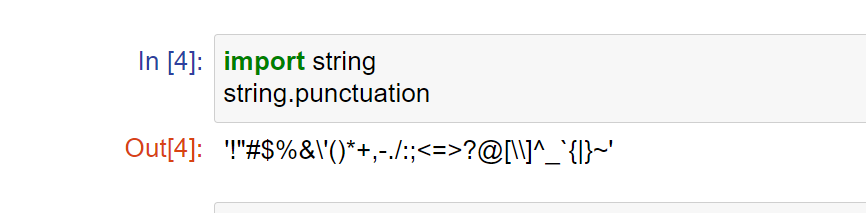 In [4]: import string
string.punctuation
Out[4]: '!"#$%&\'()*+,-./:;<=>?@[\\]^_`{|}~'